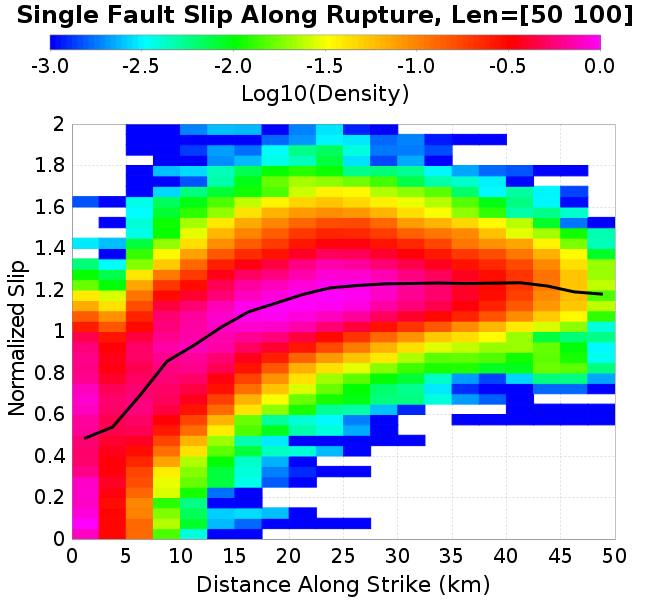 Single Fault Slip Along Rupture, Len=[50 100]
-3.0 -2.5 -2.0 -1.5 -1.0 -0.5 0.0
Log10(Density)
2
1.8
1.6
1.4
1.2
1
0.8
0.6
0.4
0.2
0
Normalized Slip
0 5 10 15 20 25 30 35 40 45 50
Distance Along Strike (km)